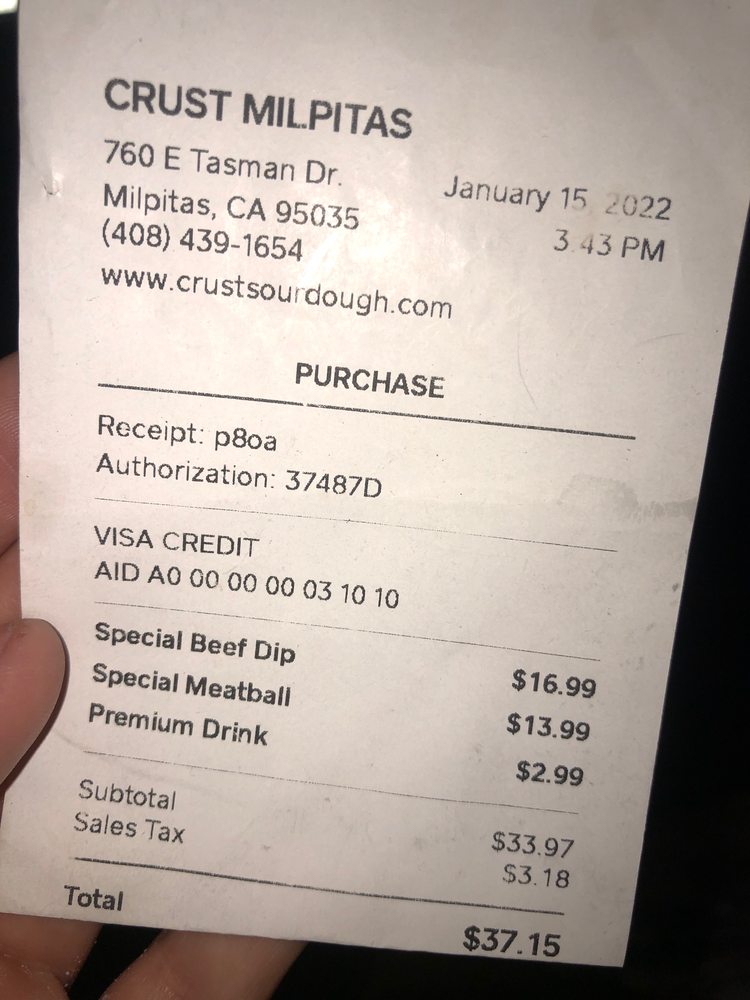 CRUST MILPITAS
760 E Tasman Dr.
January 15, 2022
Milpitas, CA 95035
3:43 PM
(408) 439-1654
www.crustsourdough.com
PURCHASE
Receipt: p8oa
Authorization: 37487D
VISA CREDIT
AID A0 00 00 00 03 10 10
Special Beef Dip $16.99
Special Meatball $13.99
Premium Drink $2.99
Subtotal $33.97
Sales Tax $3.18
Total $37.15